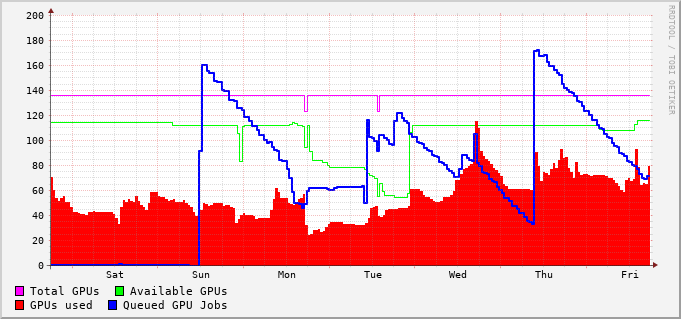 200
180
160
140
120
100
80
60
40
20
0
Sat Sun Mon Tue Wed Thu Fri
Total GPUs Available GPUs
GPUs used Queued GPU Jobs
RRDTOOL / TOBI OETIKER